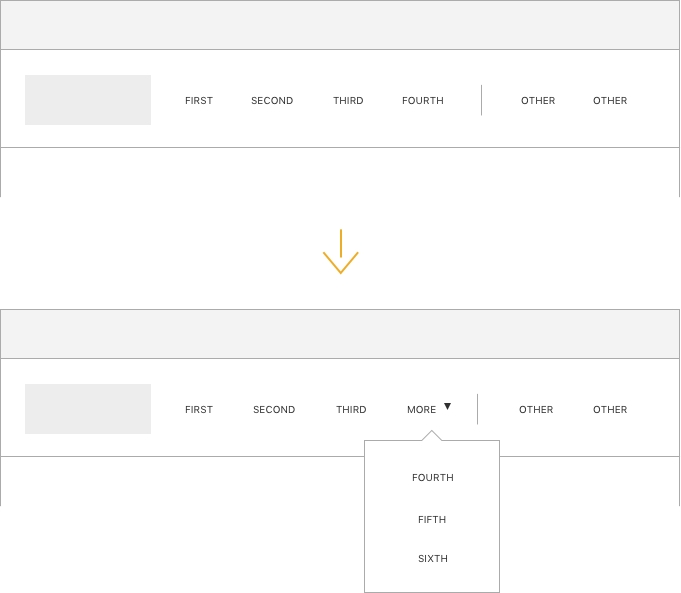 FIRST SECOND THIRD FOURTH OTHER OTHER
FIRST SECOND THIRD MORE ▼ OTHER OTHER
FOURTH
FIFTH
SIXTH